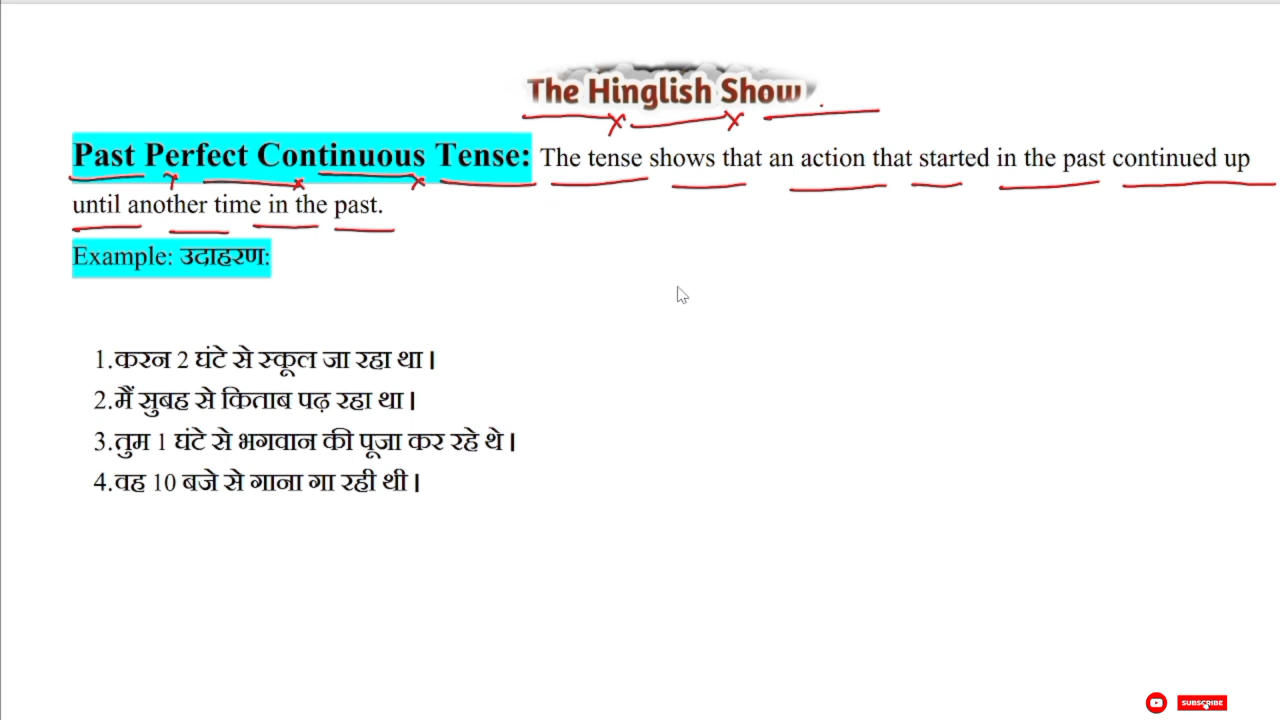 The Hinglish Show
Past Perfect Continuous Tense: The tense shows that an action that started in the past continued up
until another time in the past.
Example: उदाहरण:
1.करन 2 घंटे से स्कूल जा रहा था।
2.मैं सुबह से किताब पढ़ रहा था।
3.तुम 1 घंटे से भगवान की पूजा कर रहे थे।
4.वह 10 बजे से गाना गा रही थी।
SUBSCRIBE